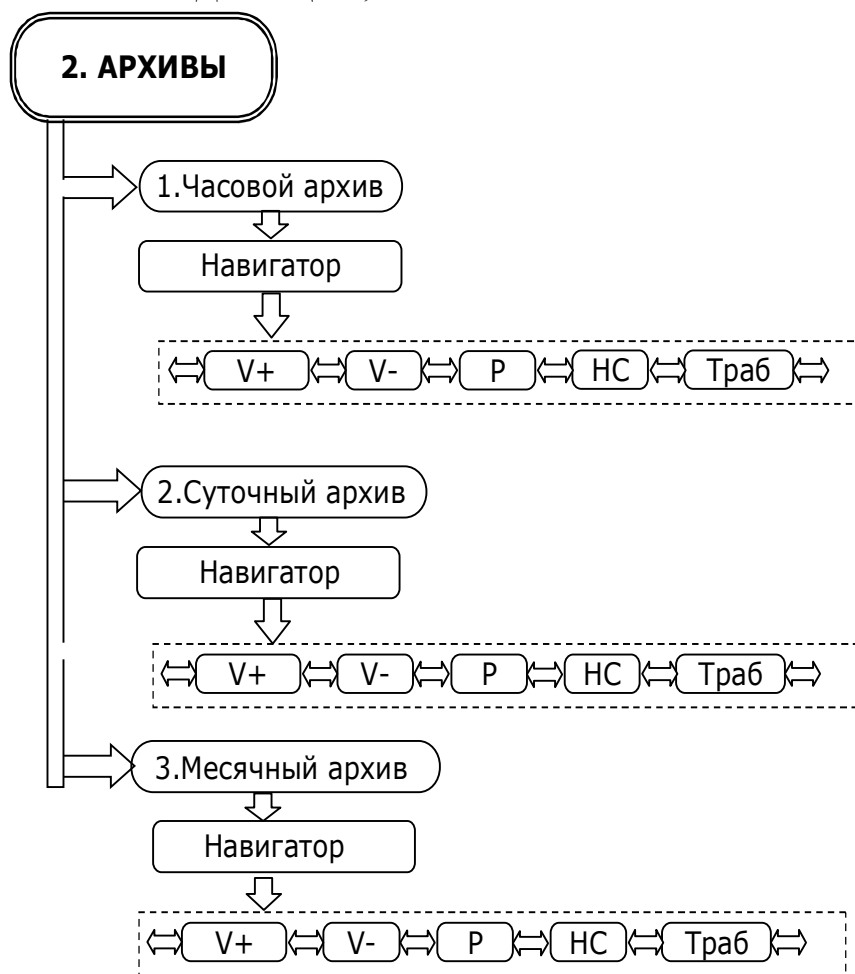 2. АРХИВЫ
1.Часовой архив
Навигатор
V+ V- P НС Траб
2.Суточный архив
Навигатор
V+ V- P НС Траб
3.Месячный архив
Навигатор
V+ V- P НС Траб